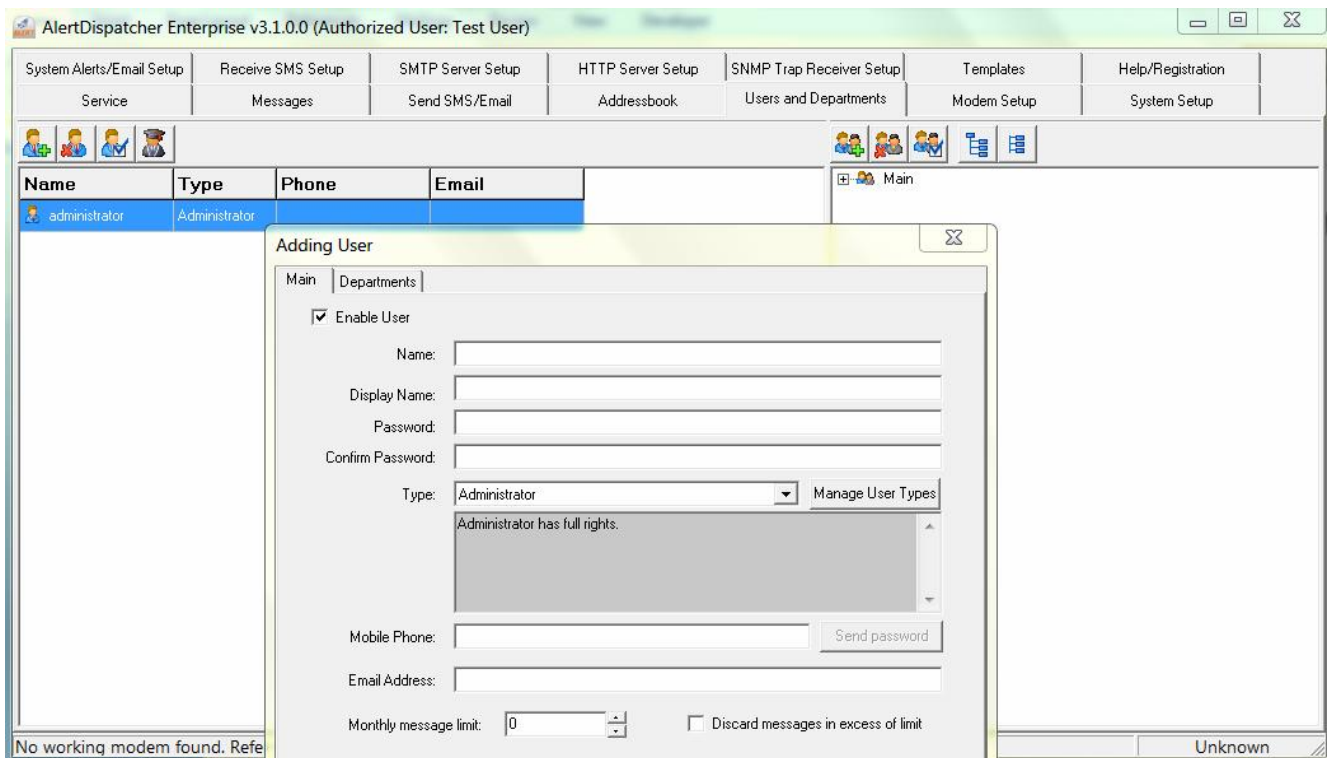 AlertDispatcher Enterprise v3.1.0.0 (Authorized User: Test User)
System Alerts/Email Setup Receive SMS Setup SMTP Server Setup HTTP Server Setup SNMP Trap Receiver Setup Templates Help/Registration
Service Messages Send SMS/Email Addressbook Users and Departments Modem Setup System Setup
Name Type Phone Email
Main
administrator Administrator
Adding User
Main Departments
Enable User
Name:
Display Name:
Password:
Confirm Password:
Type: Administrator Manage User Types
Administrator has full rights.
Mobile Phone: Send password
Email Address:
Monthly message limit: 0 Discard messages in excess of limit
No working modem found. Refe Unknown